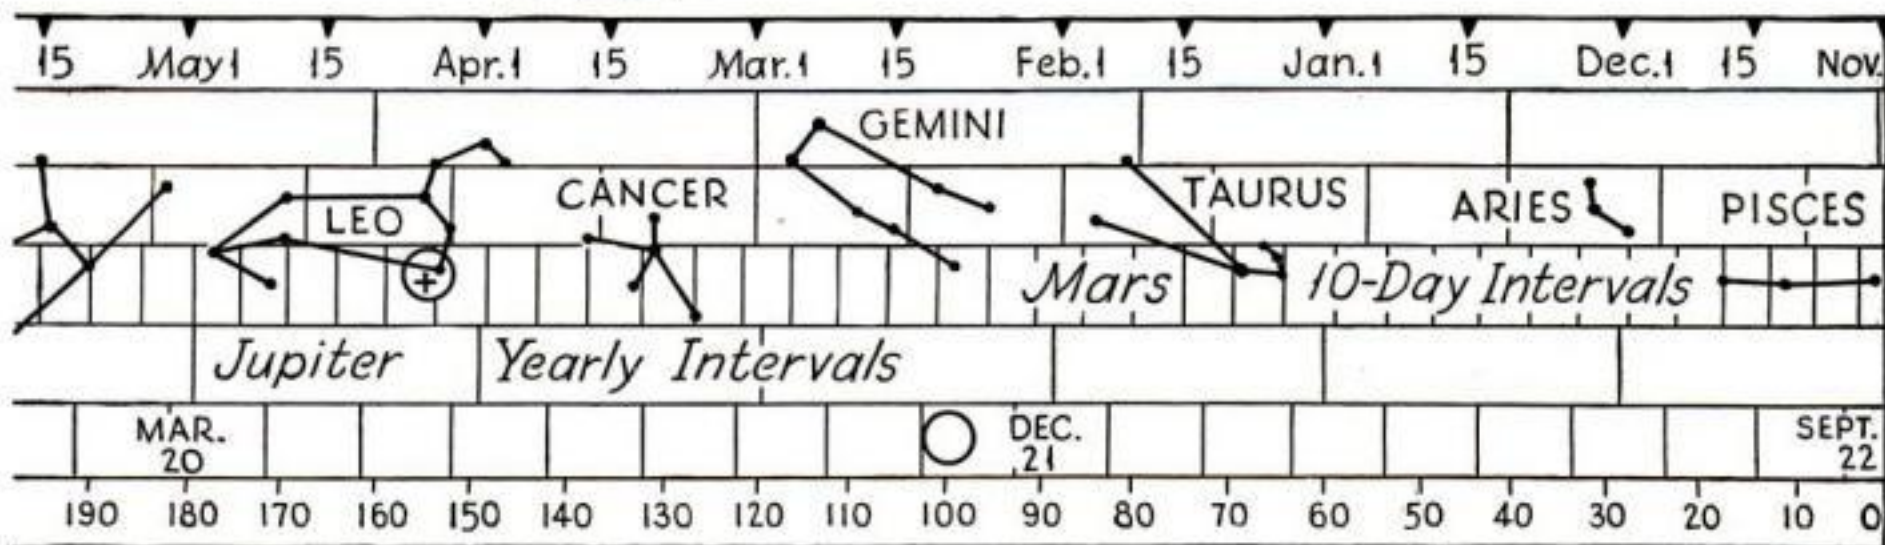 15 May 1 15 Apr. 1 15 Mar. 1 15 Feb. 1 15 Jan. 1 15 Dec. 1 15 Nov.
GEMINI
LEO CANCER TAURUS ARIES PISCES
+ Mars 10-Day Intervals
Jupiter Yearly Intervals
MAR. 20 DEC. 21 SEPT. 22
190 180 170 160 150 140 130 120 110 100 90 80 70 60 50 40 30 20 10 0